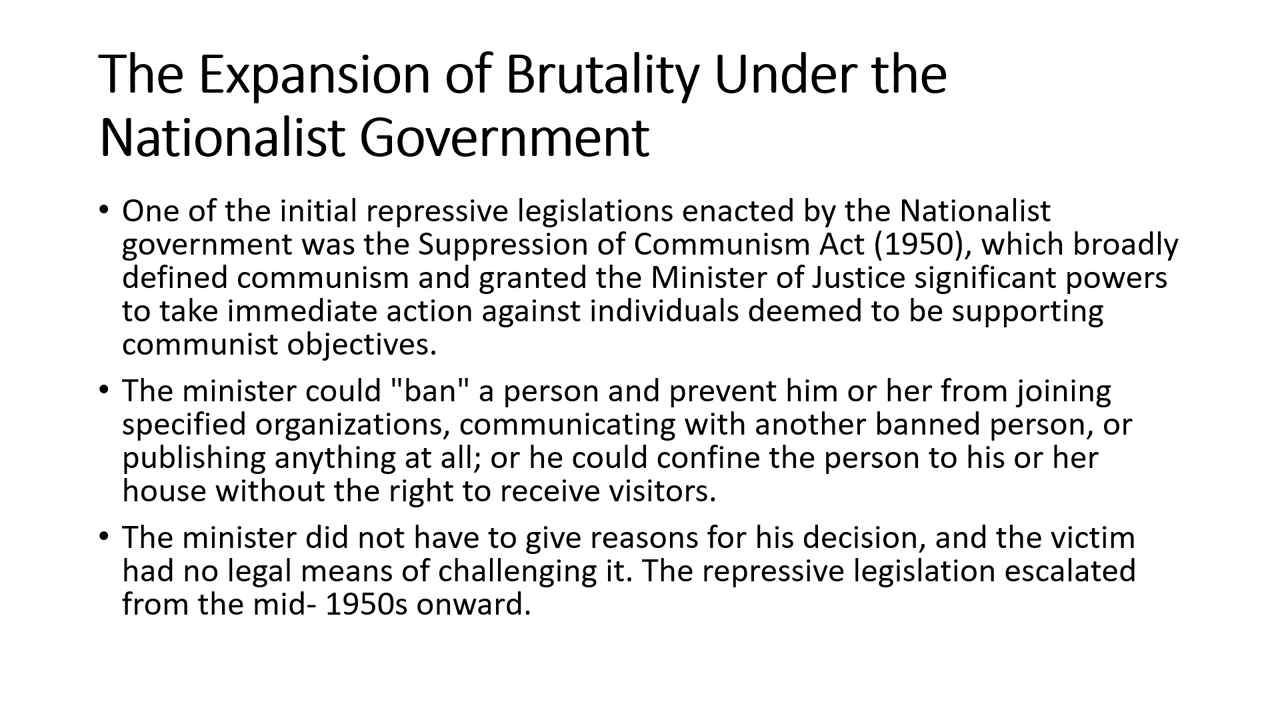 The Expansion of Brutality Under the
Nationalist Government
• One of the initial repressive legislations enacted by the Nationalist
government was the Suppression of Communism Act (1950), which broadly
defined communism and granted the Minister of Justice significant powers
to take immediate action against individuals deemed to be supporting
communist objectives.
• The minister could "ban" a person and prevent him or her from joining
specified organizations, communicating with another banned person, or
publishing anything at all; or he could confine the person to his or her
house without the right to receive visitors.
• The minister did not have to give reasons for his decision, and the victim
had no legal means of challenging it. The repressive legislation escalated
from the mid- 1950s onward.